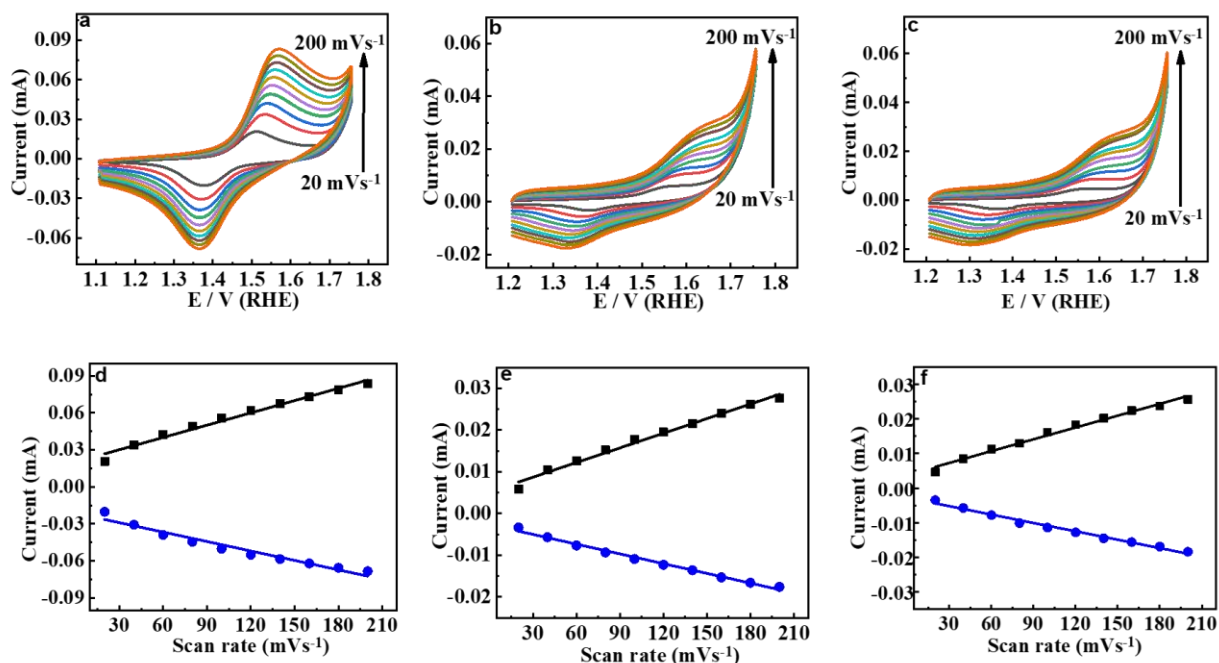 a
200 mVs⁻¹
20 mVs⁻¹
0.09
0.06
0.03
0.00
-0.03
-0.06
Current (mA)
1.1 1.2 1.3 1.4 1.5 1.6 1.7 1.8
E / V (RHE)
b
200 mVs⁻¹
20 mVs⁻¹
0.06
0.04
0.02
0.00
-0.02
Current (mA)
1.2 1.3 1.4 1.5 1.6 1.7 1.8
E / V (RHE)
c
200 mVs⁻¹
20 mVs⁻¹
0.06
0.04
0.02
0.00
-0.02
Current (mA)
1.2 1.3 1.4 1.5 1.6 1.7 1.8
E / V (RHE)
d
0.09
0.06
0.03
0.00
-0.03
-0.06
-0.09
Current (mA)
30 60 90 120 150 180 210
Scan rate (mVs⁻¹)
e
0.03
0.02
0.01
0.00
-0.01
-0.02
Current (mA)
30 60 90 120 150 180 210
Scan rate (mVs⁻¹)
f
0.03
0.02
0.01
0.00
-0.01
-0.02
-0.03
Current (mA)
30 60 90 120 150 180 210
Scan rate (mVs⁻¹)